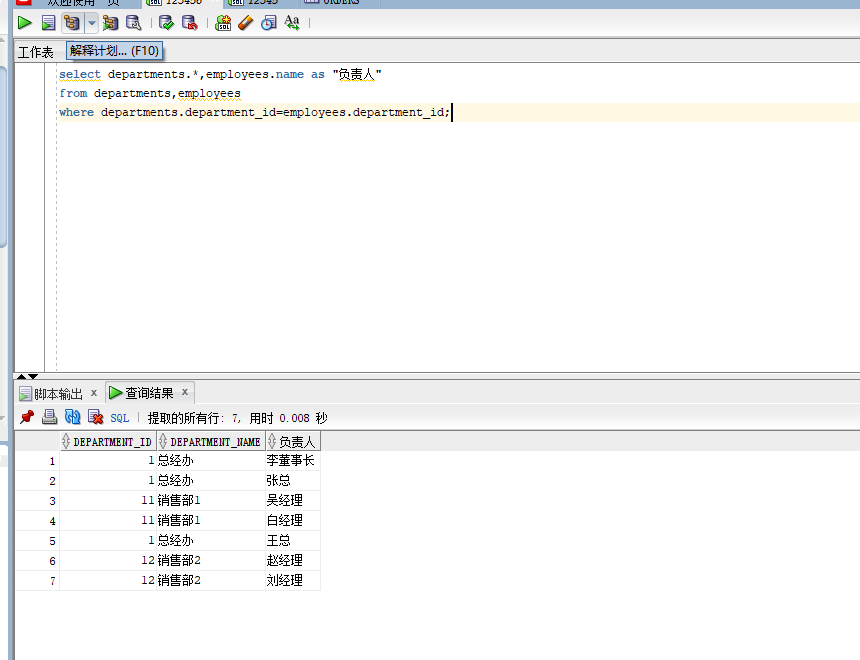 欢迎使用 页 123456 12345 ORDERS
工作表 解释计划... (F10)
select departments.*,employees.name as "负责人"
from departments,employees
where departments.department_id=employees.department_id;
脚本输出 × 查询结果 ×
SQL | 提取的所有行: 7, 用时 0.008 秒
DEPARTMENT_ID DEPARTMENT_NAME 负责人
1 1 总经办 李董事长
2 1 总经办 张总
3 11 销售部1 吴经理
4 11 销售部1 白经理
5 1 总经办 王总
6 12 销售部2 赵经理
7 12 销售部2 刘经理